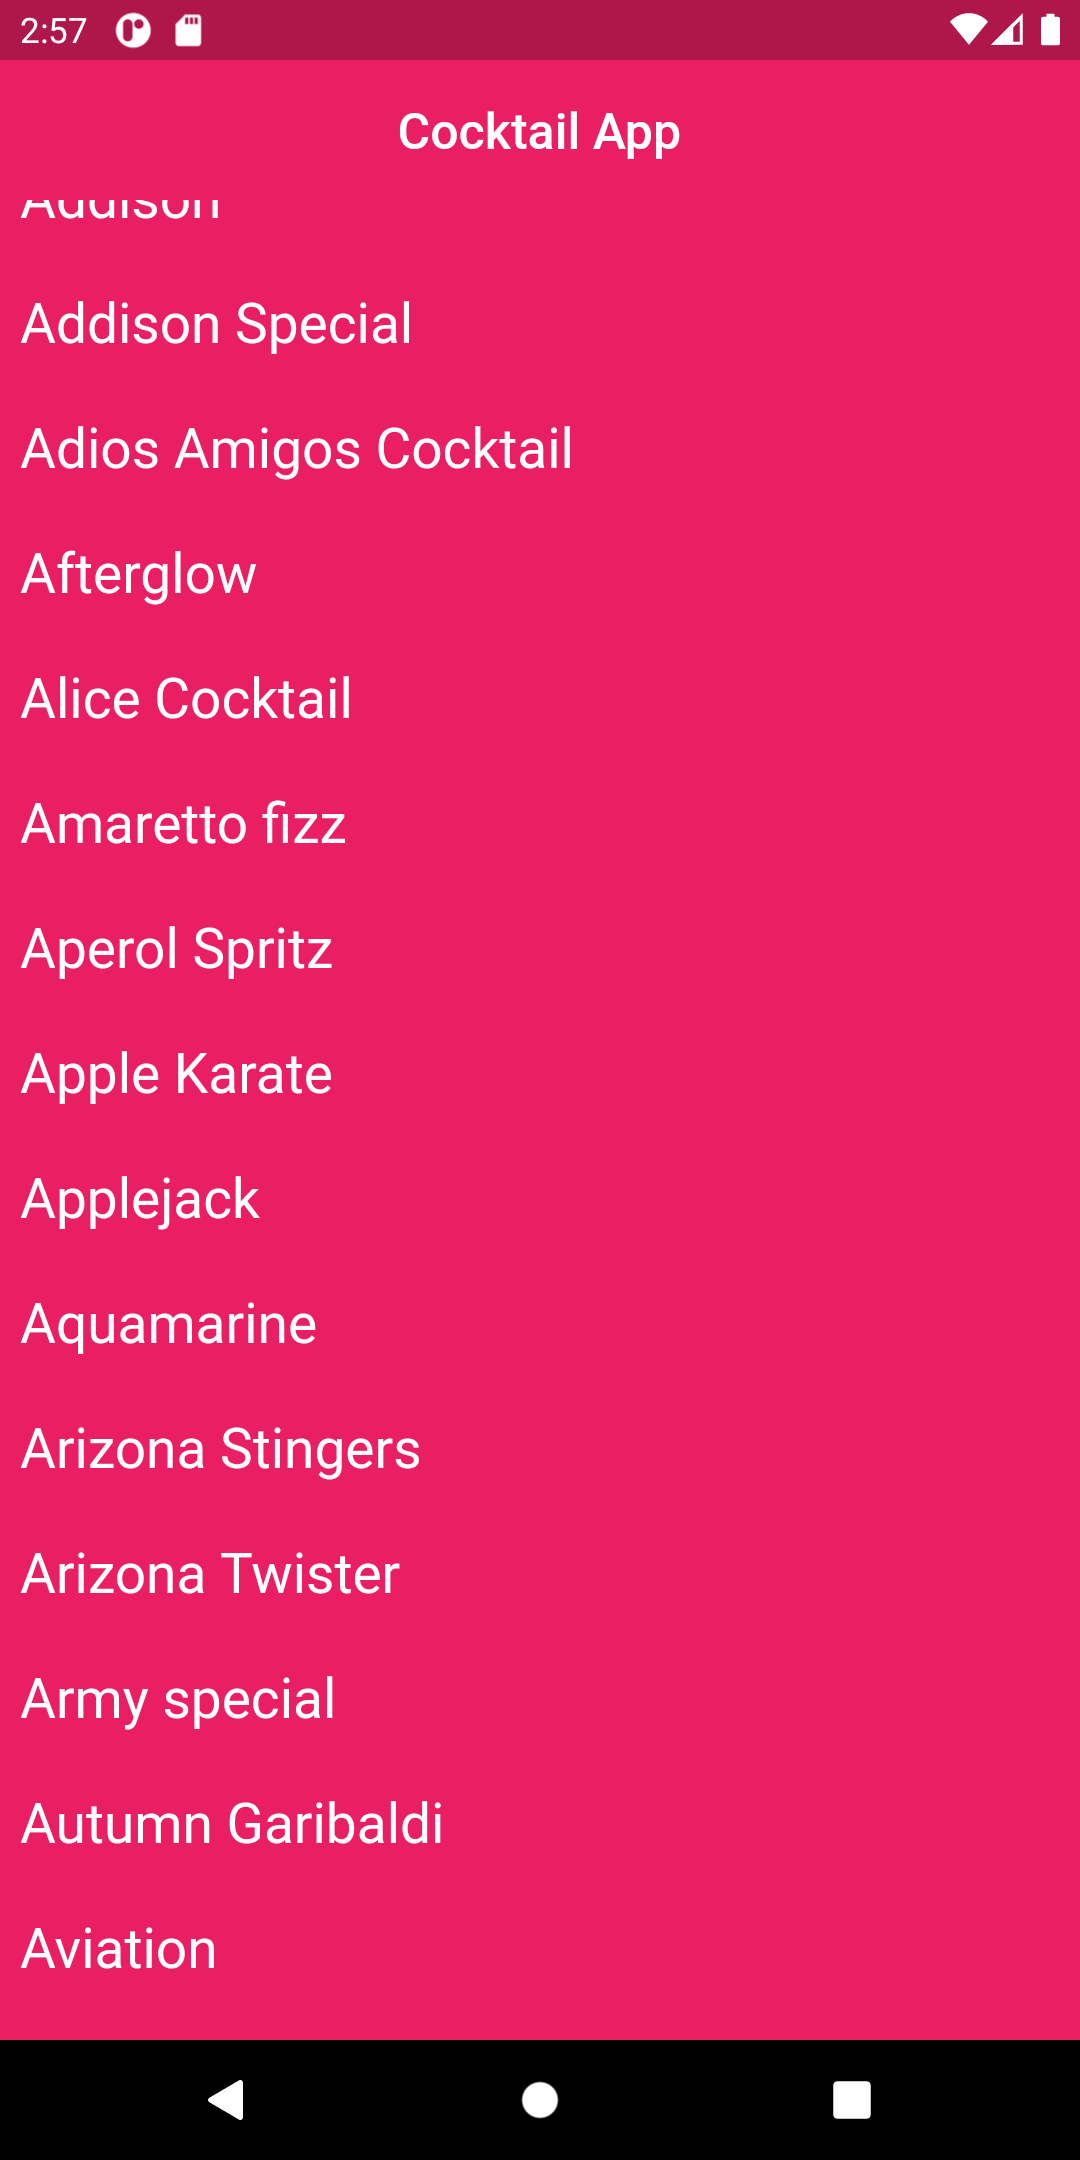 2:57
Cocktail App
Addison
Addison Special
Adios Amigos Cocktail
Afterglow
Alice Cocktail
Amaretto fizz
Aperol Spritz
Apple Karate
Applejack
Aquamarine
Arizona Stingers
Arizona Twister
Army special
Autumn Garibaldi
Aviation